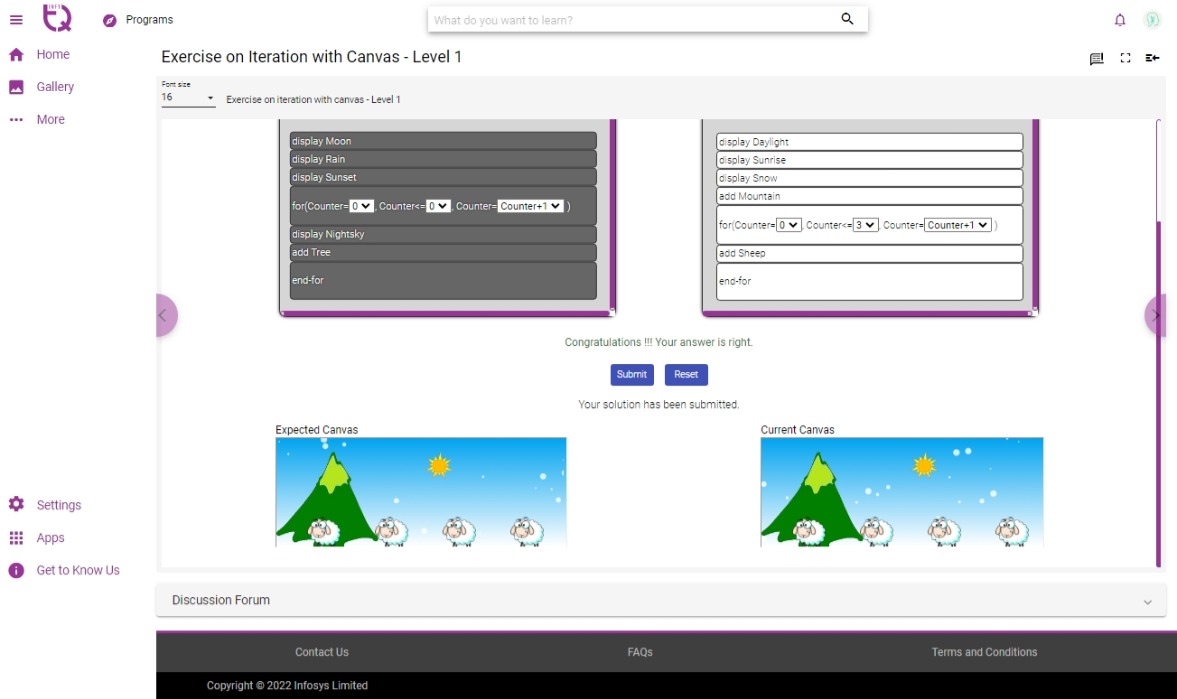 INFY
TQ
Programs
What do you want to learn?
Home
Gallery
More
Exercise on Iteration with Canvas - Level 1
Font size
16
Exercise on iteration with canvas - Level 1
display Moon
display Rain
display Sunset
for(Counter= 0 , Counter<= 0 , Counter= Counter+1 )
display Nightsky
add Tree
end-for
display Daylight
display Sunrise
display Snow
add Mountain
for(Counter= 0 , Counter<= 3 , Counter= Counter+1 )
add Sheep
end-for
Congratulations !!! Your answer is right.
Submit Reset
Your solution has been submitted.
Expected Canvas
Current Canvas
Settings
Apps
Get to Know Us
Discussion Forum
Contact Us
FAQs
Terms and Conditions
Copyright © 2022 Infosys Limited